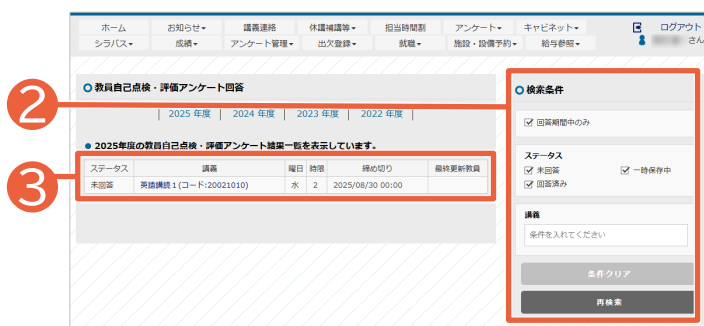 ホーム お知らせ▾ 講義連絡 休講補講等▾ 担当時間割 アンケート▾ キャビネット▾ ログアウト
シラバス▾ 成績▾ アンケート管理▾ 出欠登録▾ 就職▾ 施設・設備予約▾ 給与参照▾ さん
教員自己点検・評価アンケート回答
| 2025 年度 | 2024 年度 | 2023 年度 | 2022 年度 |
2025年度の教員自己点検・評価アンケート結果一覧を表示しています。
ステータス 講義 曜日 時限 締め切り 最終更新教員
未回答 英語講読１(コード:20021010) 水 2 2025/08/30 00:00
2
3
検索条件
回答期間中のみ
ステータス
未回答 一時保存中
回答済み
講義
条件を入れてください
条件クリア
再検索